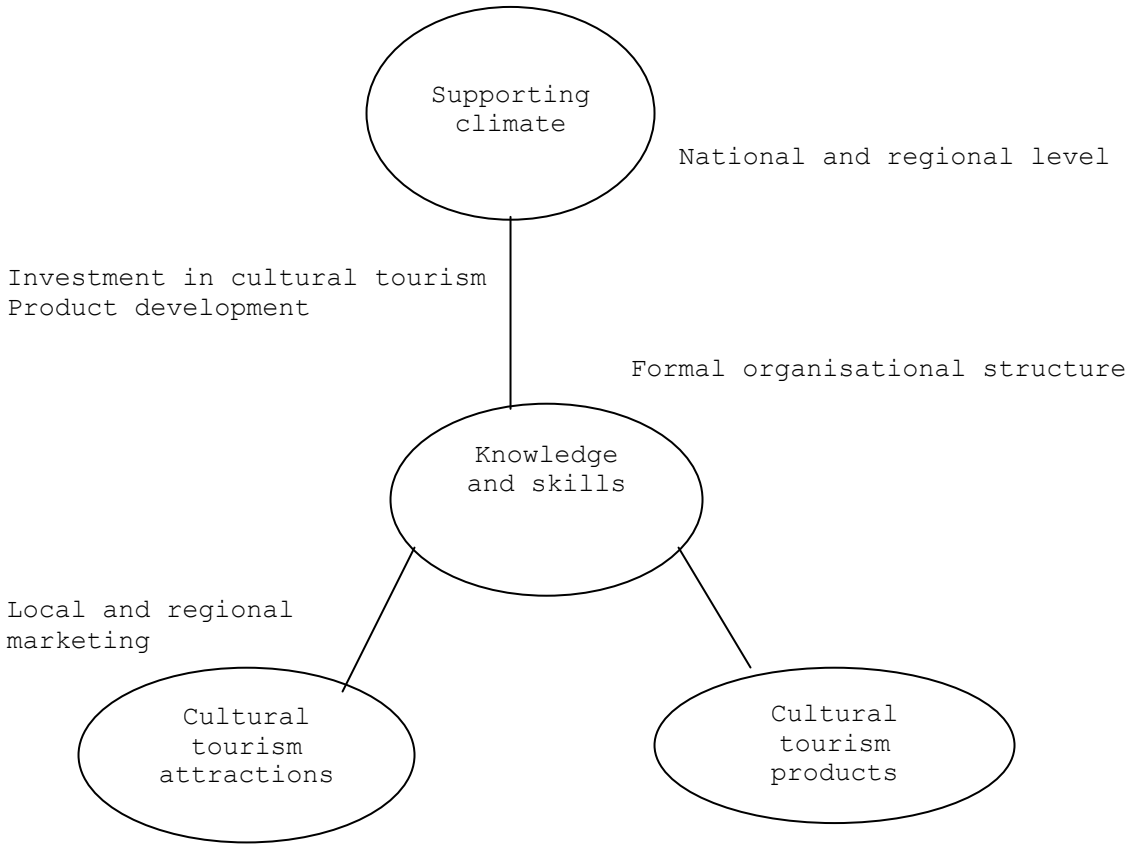 Supporting
climate
National and regional level
Investment in cultural tourism
Product development
Formal organisational structure
Knowledge
and skills
Local and regional
marketing
Cultural
tourism
attractions
Cultural
tourism
products